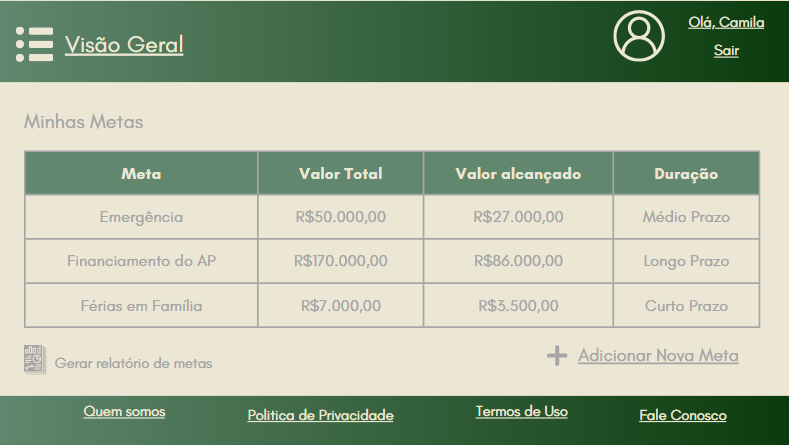 Visão Geral
Olá, Camila
Sair
Minhas Metas
Meta Valor Total Valor alcançado Duração
Emergência R$50.000,00 R$27.000,00 Médio Prazo
Financiamento do AP R$170.000,00 R$86.000,00 Longo Prazo
Férias em Família R$7.000,00 R$3.500,00 Curto Prazo
Gerar relatório de metas
Adicionar Nova Meta
Quem somos Politica de Privacidade Termos de Uso Fale Conosco